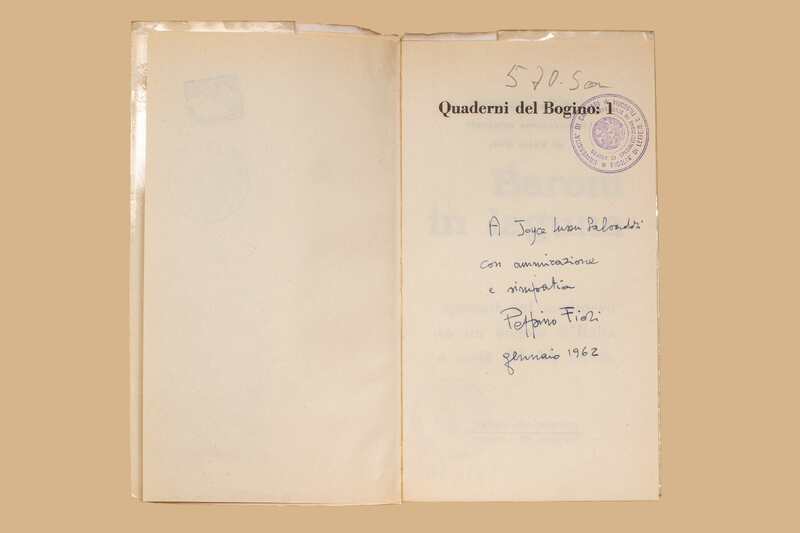 570. Sar
Quaderni del Bogino: 1
A Joyce Lussu Salvadori
con ammirazione
e simpatia
Peppino Fiori
gennaio 1962